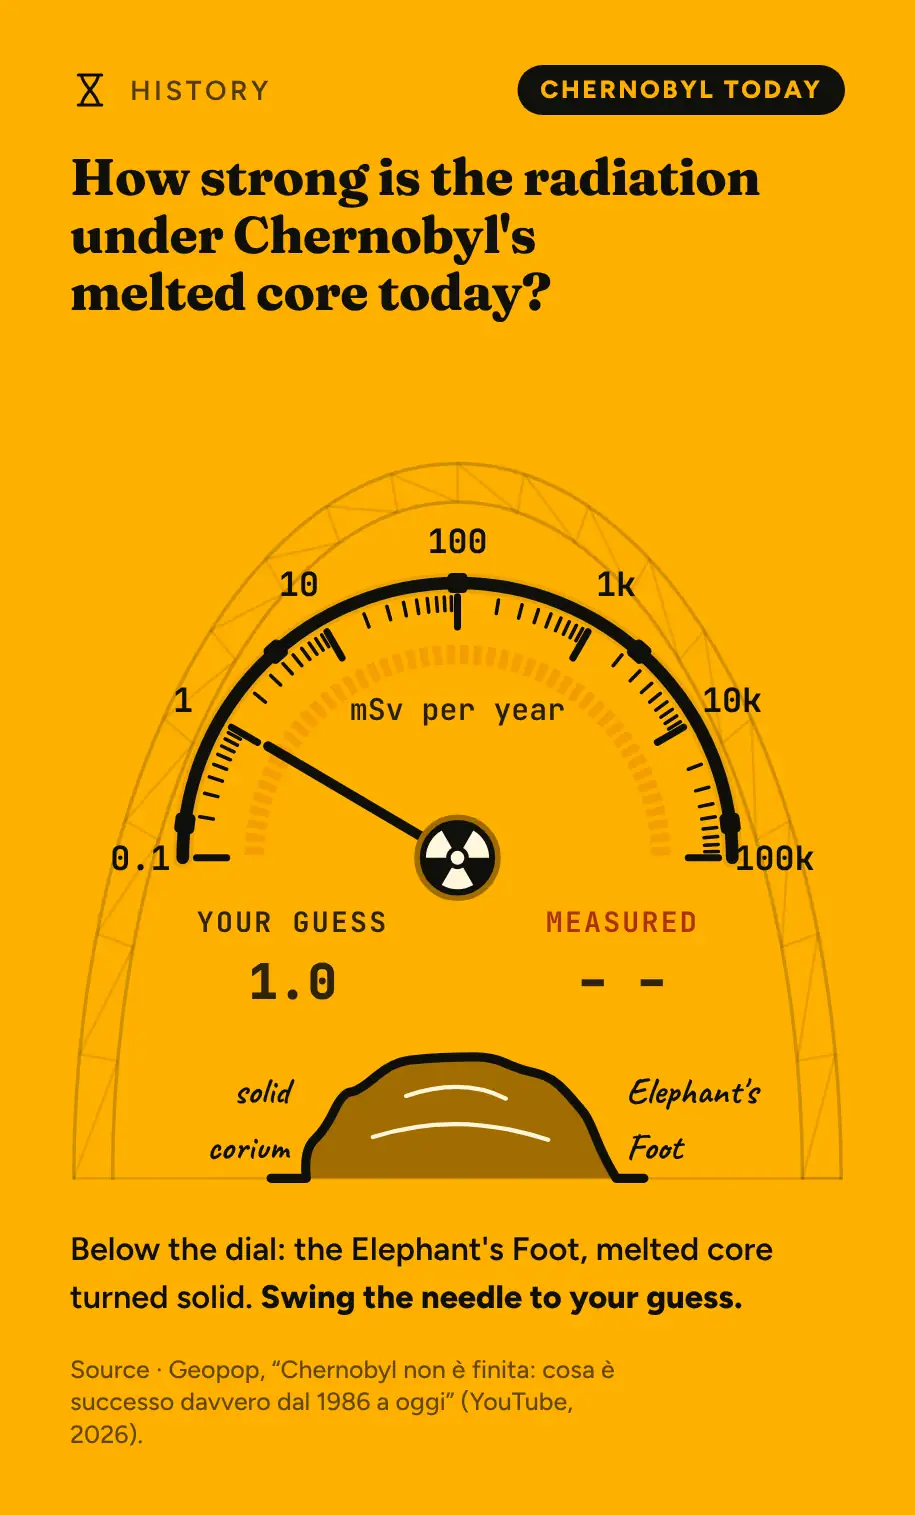 HISTORY
CHERNOBYL TODAY
How strong is the radiation
under Chernobyl's
melted core today?
100
10
1k
1
10k
mSv per year
0.1
100k
YOUR GUESS
MEASURED
1.0
– –
solid
corium
Elephant's
Foot
Below the dial: the Elephant's Foot, melted core
turned solid. Swing the needle to your guess.
Source · Geopop, “Chernobyl non è finita: cosa è
successo davvero dal 1986 a oggi” (YouTube,
2026).